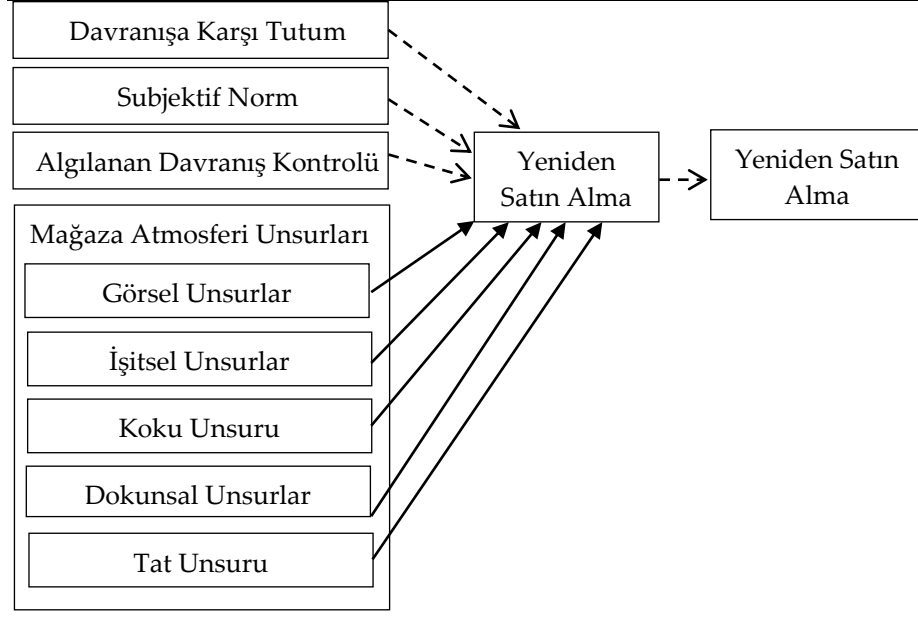 Davranışa Karşı Tutum
Subjektif Norm
Algılanan Davranış Kontrolü
Yeniden
Satın Alma
Yeniden Satın
Alma
Mağaza Atmosferi Unsurları
Görsel Unsurlar
İşitsel Unsurlar
Koku Unsuru
Dokunsal Unsurlar
Tat Unsuru